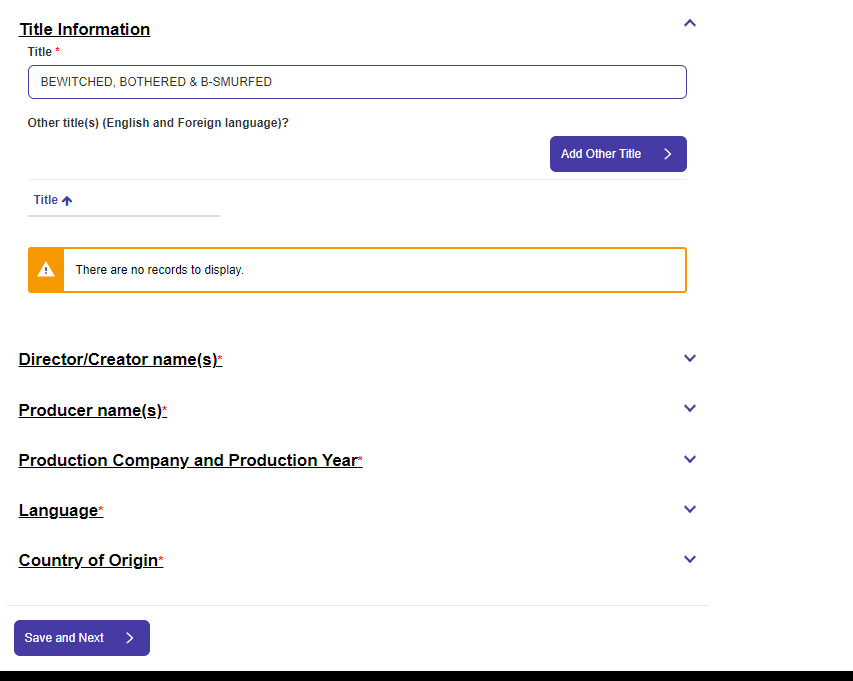 Title Information
Title *
BEWITCHED, BOTHERED & B-SMURFED
Other title(s) (English and Foreign language)?
Add Other Title
Title
There are no records to display.
Director/Creator name(s)*
Producer name(s)*
Production Company and Production Year*
Language*
Country of Origin*
Save and Next